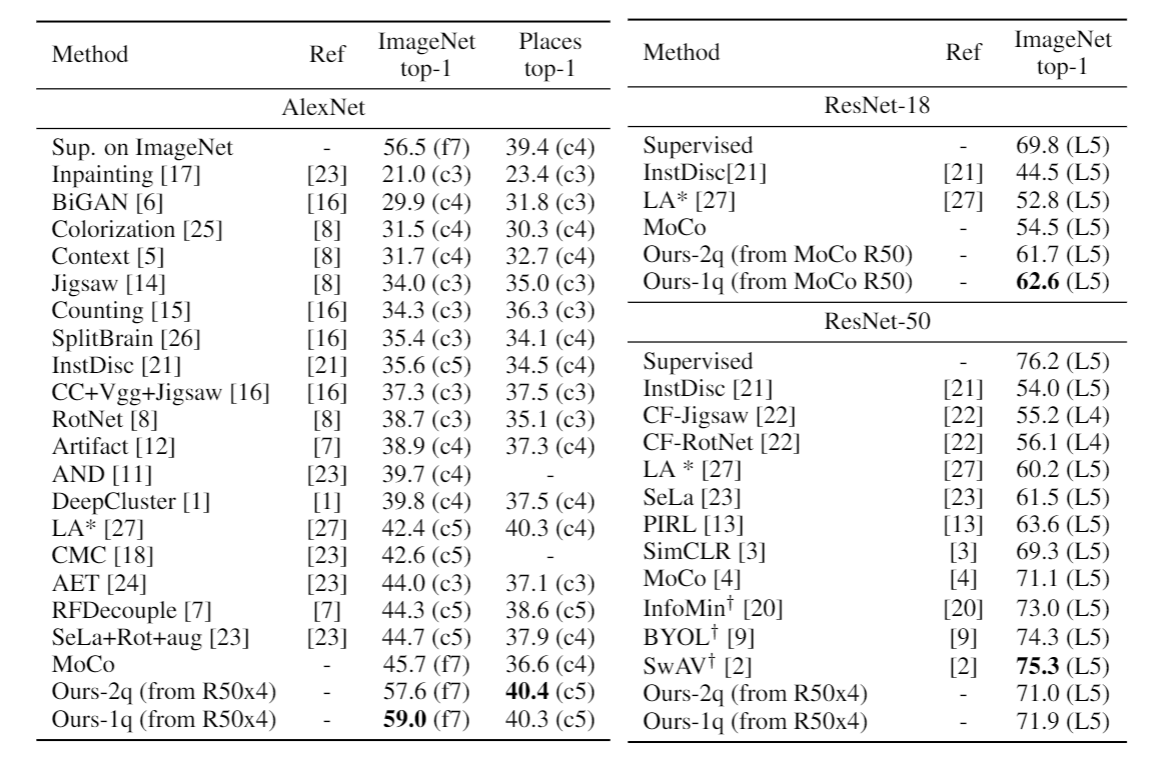 Method Ref ImageNet top-1 Places top-1
AlexNet
Sup. on ImageNet - 56.5 (f7) 39.4 (c4)
Inpainting [17] [23] 21.0 (c3) 23.4 (c3)
BiGAN [6] [16] 29.9 (c4) 31.8 (c3)
Colorization [25] [8] 31.5 (c4) 30.3 (c4)
Context [5] [8] 31.7 (c4) 32.7 (c4)
Jigsaw [14] [8] 34.0 (c3) 35.0 (c3)
Counting [15] [16] 34.3 (c3) 36.3 (c3)
SplitBrain [26] [16] 35.4 (c3) 34.1 (c4)
InstDisc [21] [21] 35.6 (c5) 34.5 (c4)
CC+Vgg+Jigsaw [16] [16] 37.3 (c3) 37.5 (c3)
RotNet [8] [8] 38.7 (c3) 35.1 (c3)
Artifact [12] [7] 38.9 (c4) 37.3 (c4)
AND [11] [23] 39.7 (c4) -
DeepCluster [1] [1] 39.8 (c4) 37.5 (c4)
LA* [27] [27] 42.4 (c5) 40.3 (c4)
CMC [18] [23] 42.6 (c5) -
AET [24] [23] 44.0 (c3) 37.1 (c3)
RFDecouple [7] [7] 44.3 (c5) 38.6 (c5)
SeLa+Rot+aug [23] [23] 44.7 (c5) 37.9 (c4)
MoCo - 45.7 (f7) 36.6 (c4)
Ours-2q (from R50x4) - 57.6 (f7) 40.4 (c5)
Ours-1q (from R50x4) - 59.0 (f7) 40.3 (c5)
Method Ref ImageNet top-1
ResNet-18
Supervised - 69.8 (L5)
InstDisc[21] [21] 44.5 (L5)
LA* [27] [27] 52.8 (L5)
MoCo - 54.5 (L5)
Ours-2q (from MoCo R50) - 61.7 (L5)
Ours-1q (from MoCo R50) - 62.6 (L5)
ResNet-50
Supervised - 76.2 (L5)
InstDisc [21] [21] 54.0 (L5)
CF-Jigsaw [22] [22] 55.2 (L4)
CF-RotNet [22] [22] 56.1 (L4)
LA * [27] [27] 60.2 (L5)
SeLa [23] [23] 61.5 (L5)
PIRL [13] [13] 63.6 (L5)
SimCLR [3] [3] 69.3 (L5)
MoCo [4] [4] 71.1 (L5)
InfoMin† [20] [20] 73.0 (L5)
BYOL† [9] [9] 74.3 (L5)
SwAV† [2] [2] 75.3 (L5)
Ours-2q (from R50x4) - 71.0 (L5)
Ours-1q (from R50x4) - 71.9 (L5)